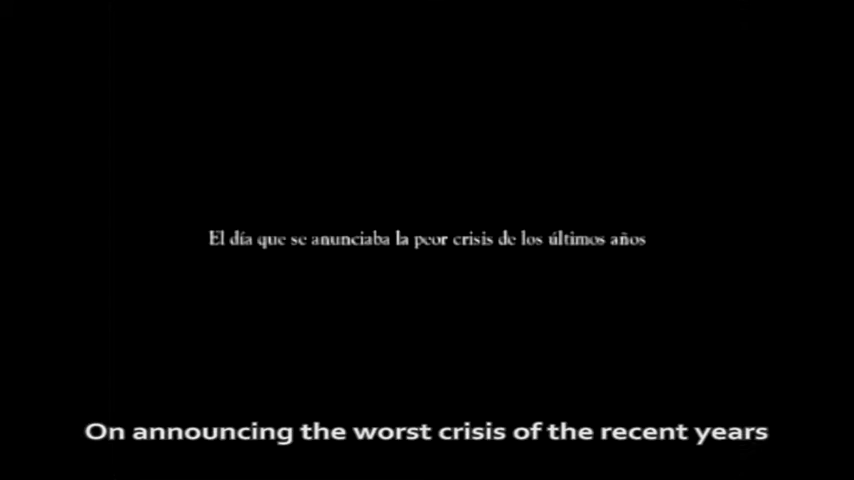 El día que se anunciaba la peor crisis de los últimos años
On announcing the worst crisis of the recent years